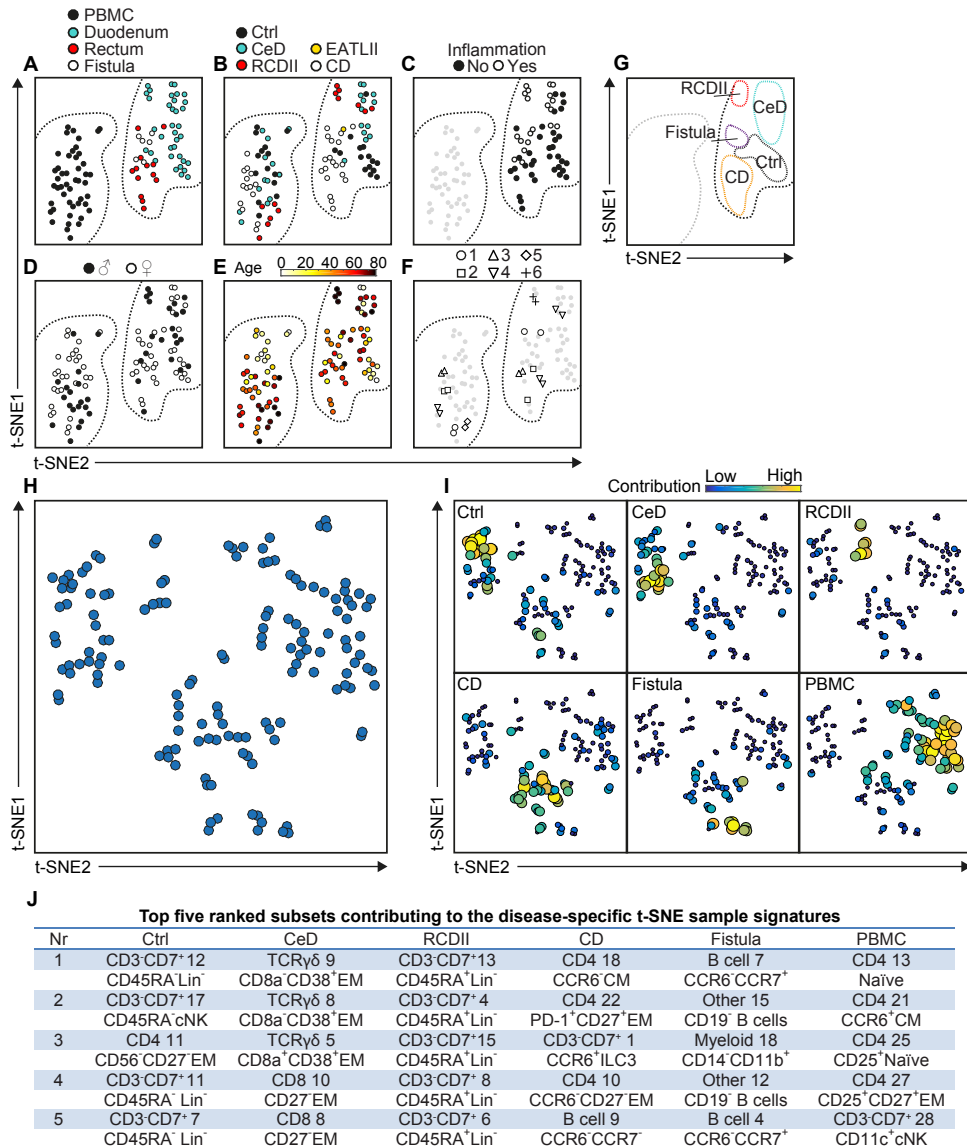 PBMC
Duodenum
Rectum
Fistula
Ctrl
CeD
RCDII
EATLII
CD
Inflammation
No Yes
A
B
C
G
RCDII
CeD
Fistula
Ctrl
CD
t-SNE1
t-SNE2
D
♂ ♀
E
Age 0 20 40 60 80
F
1 3 5
2 4 6
t-SNE1
t-SNE2
H
t-SNE1
t-SNE2
I
Contribution Low High
Ctrl
CeD
RCDII
CD
Fistula
PBMC
t-SNE1
t-SNE2
J
Top five ranked subsets contributing to the disease-specific t-SNE sample signatures
Nr Ctrl CeD RCDII CD Fistula PBMC
1 CD3⁻CD7⁺12 TCRγδ 9 CD3⁻CD7⁺13 CD4 18 B cell 7 CD4 13
CD45RA⁻Lin⁻ CD8a⁻CD38⁺EM CD45RA⁺Lin⁻ CCR6⁻CM CCR6⁻CCR7⁺ Naïve
2 CD3⁻CD7⁺17 TCRγδ 8 CD3⁻CD7⁺4 CD4 22 Other 15 CD4 21
CD45RA⁻cNK CD8a⁻CD38⁺EM CD45RA⁺Lin⁻ PD-1⁺CD27⁺EM CD19⁻ B cells CCR6⁺CM
3 CD4 11 TCRγδ 5 CD3⁻CD7⁺15 CD3⁻CD7⁺ 1 Myeloid 18 CD4 25
CD56⁻CD27⁻EM CD8a⁺CD38⁺EM CD45RA⁺Lin⁻ CCR6⁺ILC3 CD14⁻CD11b⁺ CD25⁺Naïve
4 CD3⁻CD7⁺11 CD8 10 CD3⁻CD7⁺ 8 CD4 10 Other 12 CD4 27
CD45RA⁻ Lin⁻ CD27⁻EM CD45RA⁺Lin⁻ CCR6⁻CD27⁻EM CD19⁻ B cells CD25⁺CD27⁺EM
5 CD3⁻CD7⁺ 7 CD8 8 CD3⁻CD7⁺ 6 B cell 9 B cell 4 CD3⁻CD7⁺ 28
CD45RA⁻ Lin⁻ CD27⁻EM CD45RA⁺Lin⁻ CCR6⁻CCR7⁻ CCR6⁻CCR7⁺ CD11c⁺cNK